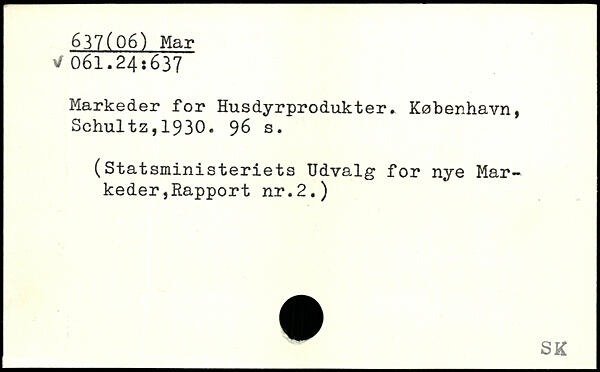 637(06) Mar
√ 061.24:637
Markeder for Husdyrprodukter. København,
Schultz,1930. 96 s.
(Statsministeriets Udvalg for nye Mar-
keder,Rapport nr.2.)
SK